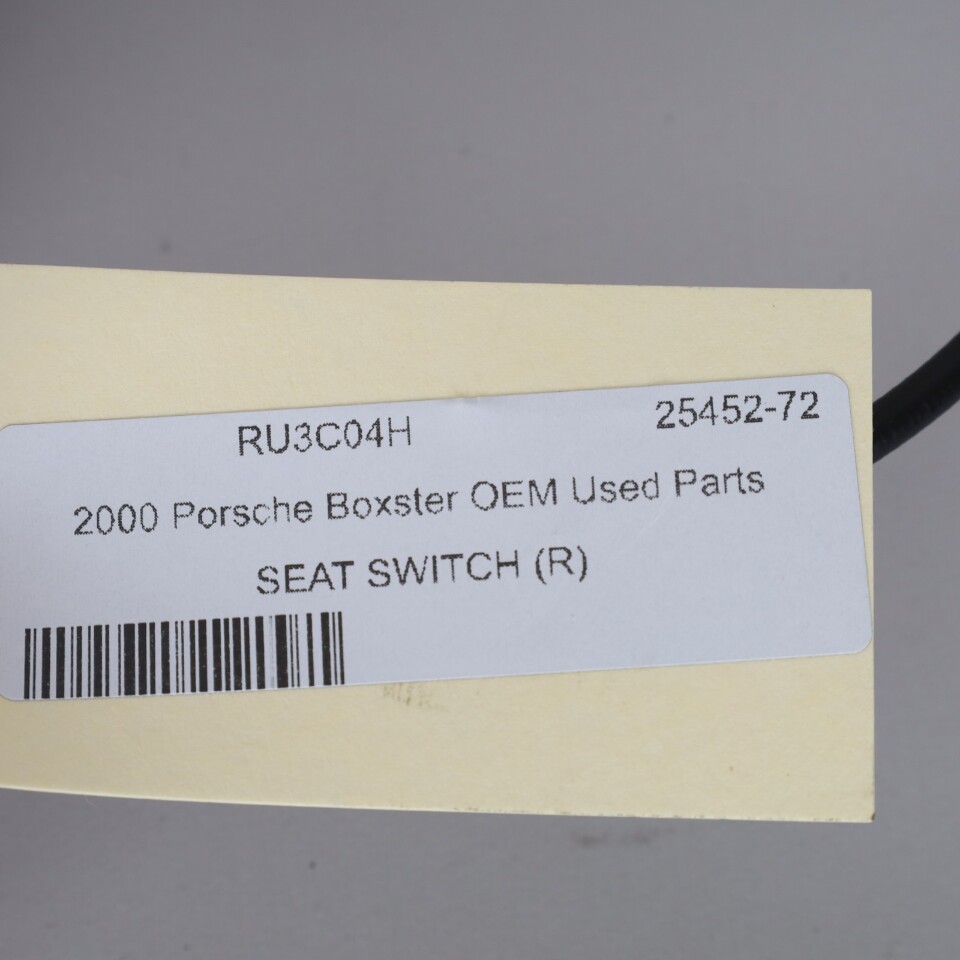 RU3C04H 25452-72
2000 Porsche Boxster OEM Used Parts
SEAT SWITCH (R)